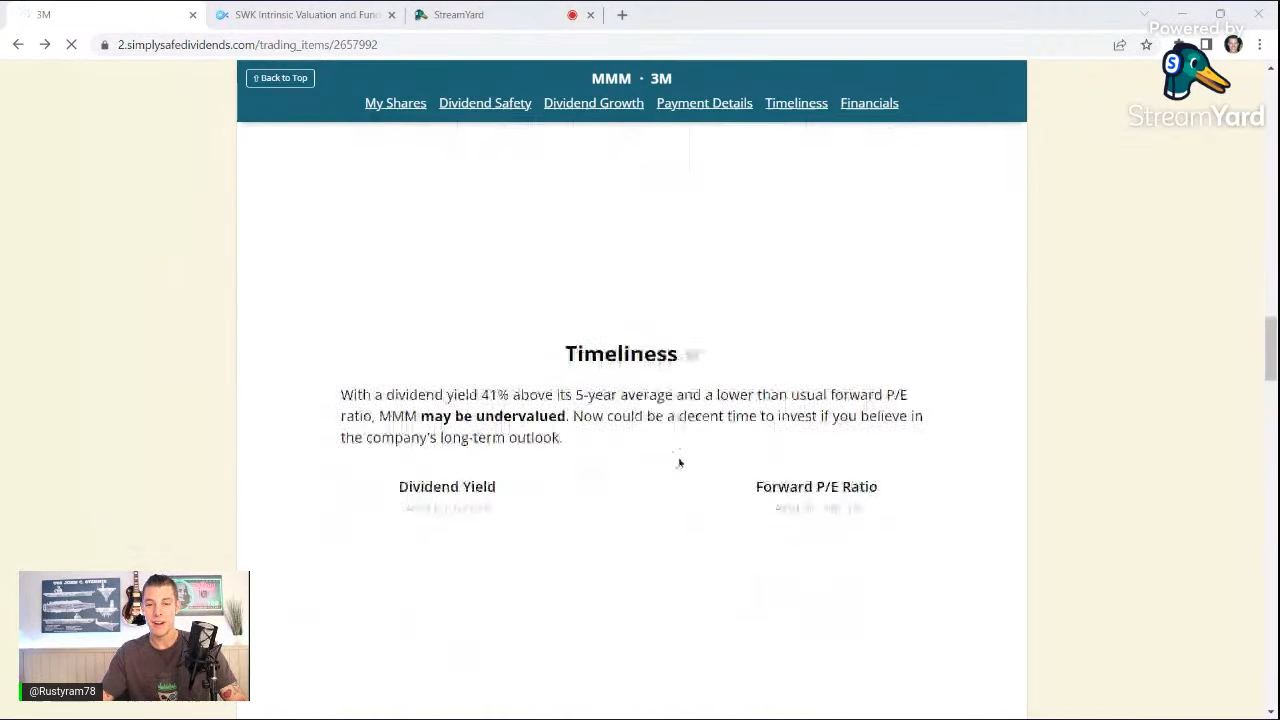 3M
SWK Intrinsic Valuation and Fund
StreamYard
2.simplysafedividends.com/trading_items/2657992
Powered by
StreamYard
⇧ Back to Top
MMM · 3M
My Shares Dividend Safety Dividend Growth Payment Details Timeliness Financials
Timeliness
With a dividend yield 41% above its 5-year average and a lower than usual forward P/E
ratio, MMM may be undervalued. Now could be a decent time to invest if you believe in
the company's long-term outlook.
Dividend Yield
Forward P/E Ratio
USS JOHN C. STENNIS
@Rustyram78